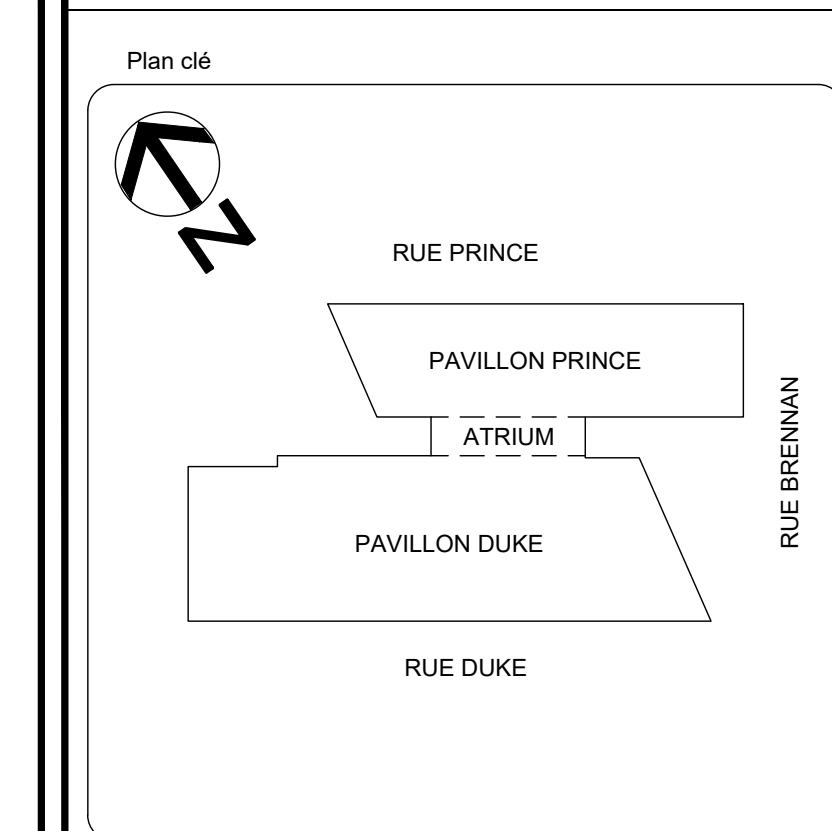 Plan clé
N
RUE PRINCE
PAVILLON PRINCE
ATRIUM
RUE BRENNAN
PAVILLON DUKE
RUE DUKE